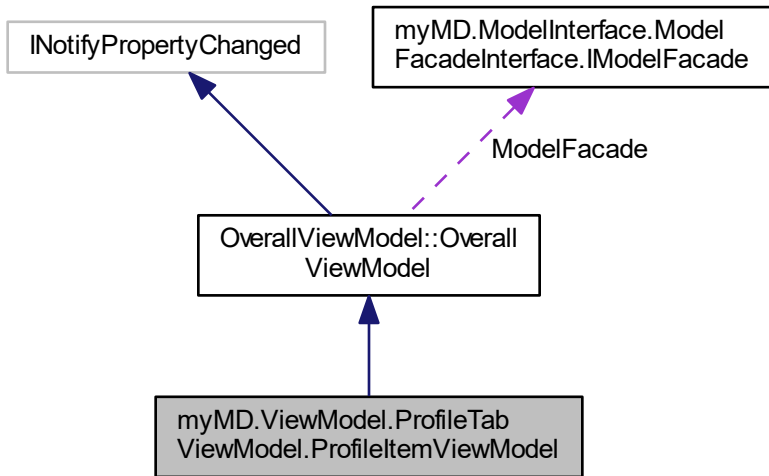 INotifyPropertyChanged
myMD.ModelInterface.Model
FacadeInterface.IModelFacade
ModelFacade
OverallViewModel::Overall
ViewModel
myMD.ViewModel.ProfileTab
ViewModel.ProfileItemViewModel